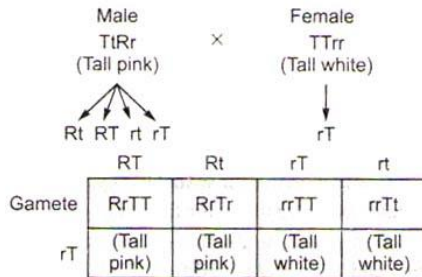 Male Female
TtRr × TTrr
(Tall pink) (Tall white)
Rt RT rt rT rT
RT Rt rT rt
Gamete RrTT RrTr rrTT rrTt
rT (Tall pink) (Tall pink) (Tall white) (Tall white)